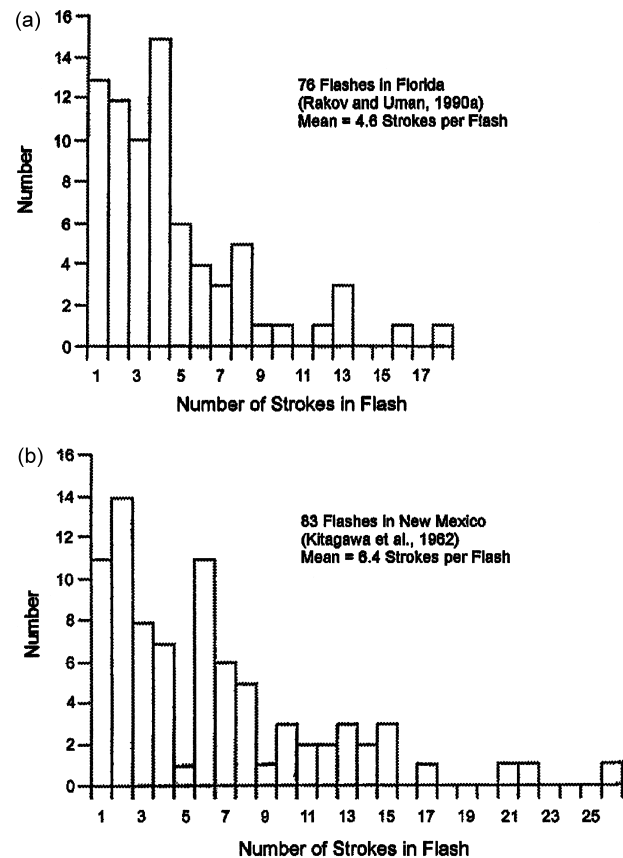 (a)
16
14
12
10
8
6
4
2
0
Number
76 Flashes in Florida
(Rakov and Uman, 1990a)
Mean = 4.6 Strokes per Flash
1 3 5 7 9 11 13 15 17
Number of Strokes in Flash
(b)
16
14
12
10
8
6
4
2
0
Number
83 Flashes in New Mexico
(Kitagawa et al., 1962)
Mean = 6.4 Strokes per Flash
1 3 5 7 9 11 13 15 17 19 21 23 25
Number of Strokes in Flash